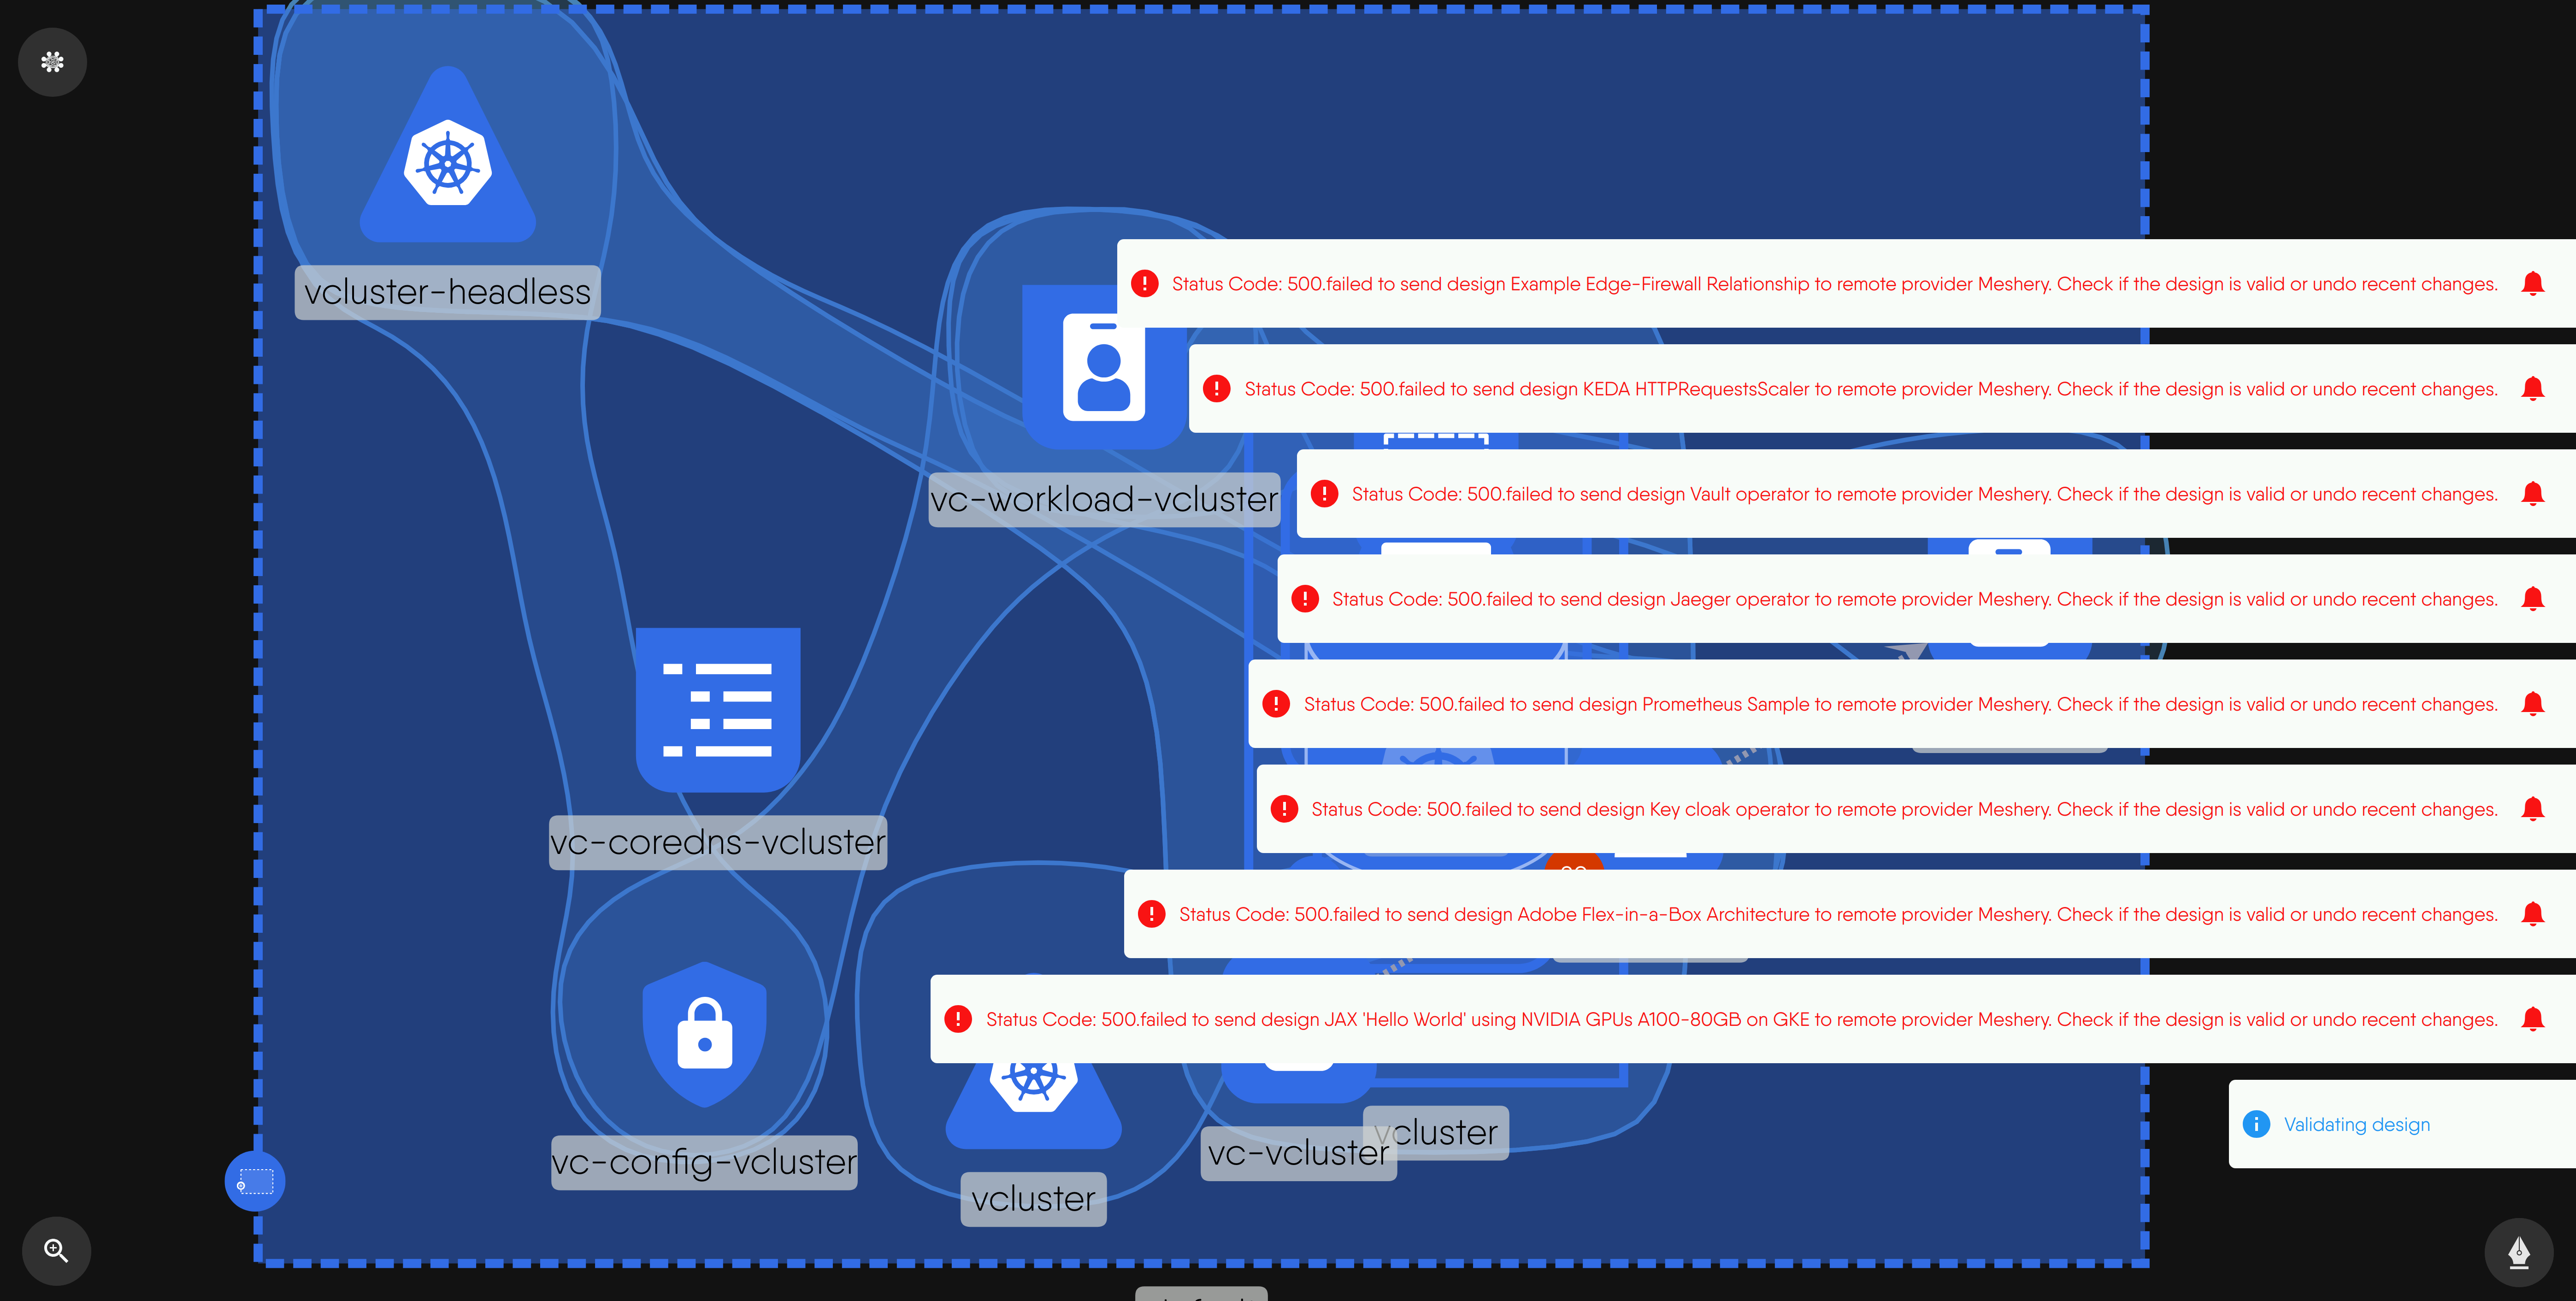 vcluster-headless
Status Code: 500.failed to send design Example Edge-Firewall Relationship to remote provider Meshery. Check if the design is valid or undo recent changes.
Status Code: 500.failed to send design KEDA HTTPRequestsScaler to remote provider Meshery. Check if the design is valid or undo recent changes.
vc-workload-vcluster
Status Code: 500.failed to send design Vault operator to remote provider Meshery. Check if the design is valid or undo recent changes.
Status Code: 500.failed to send design Jaeger operator to remote provider Meshery. Check if the design is valid or undo recent changes.
Status Code: 500.failed to send design Prometheus Sample to remote provider Meshery. Check if the design is valid or undo recent changes.
Status Code: 500.failed to send design Key cloak operator to remote provider Meshery. Check if the design is valid or undo recent changes.
vc-coredns-vcluster
Status Code: 500.failed to send design Adobe Flex-in-a-Box Architecture to remote provider Meshery. Check if the design is valid or undo recent changes.
Status Code: 500.failed to send design JAX 'Hello World' using NVIDIA GPUs A100-80GB on GKE to remote provider Meshery. Check if the design is valid or undo recent changes.
Validating design
vcluster
vc-vcluster
vc-config-vcluster
vcluster